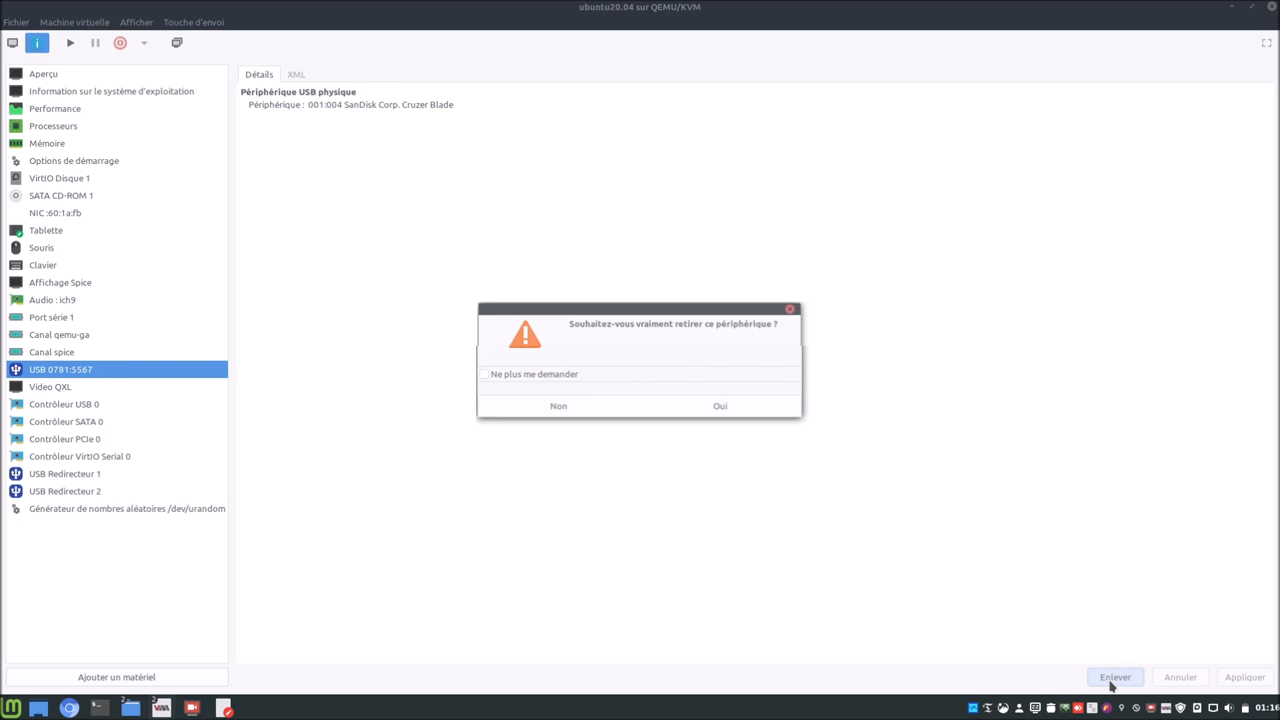 ubuntu20.04 sur QEMU/KVM
Fichier Machine virtuelle Afficher Touche d'envoi
Aperçu
Information sur le système d'exploitation
Performance
Processeurs
Mémoire
Options de démarrage
VirtIO Disque 1
SATA CD-ROM 1
NIC :60:1a:fb
Tablette
Souris
Clavier
Affichage Spice
Audio : ich9
Port série 1
Canal qemu-ga
Canal spice
USB 0781:5567
Video QXL
Contrôleur USB 0
Contrôleur SATA 0
Contrôleur PCIe 0
Contrôleur VirtIO Serial 0
USB Redirecteur 1
USB Redirecteur 2
Générateur de nombres aléatoires /dev/urandom
Ajouter un matériel
Détails XML
Périphérique USB physique
Périphérique : 001:004 SanDisk Corp. Cruzer Blade
Souhaitez-vous vraiment retirer ce périphérique ?
Ne plus me demander
Non Oui
Enlever Annuler Appliquer
01:16